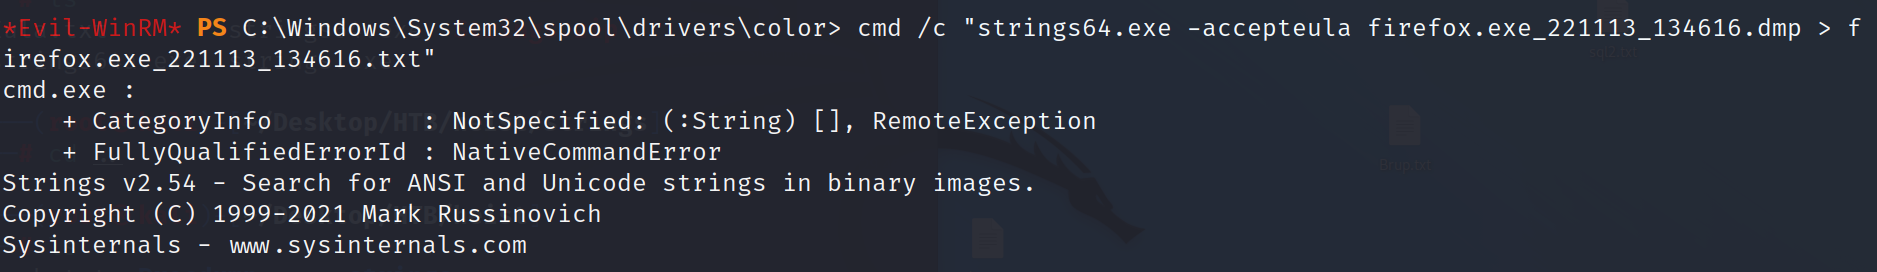 *Evil-WinRM* PS C:\Windows\System32\spool\drivers\color> cmd /c "strings64.exe -accepteula firefox.exe_221113_134616.dmp > f
irefox.exe_221113_134616.txt"
cmd.exe :
    + CategoryInfo          : NotSpecified: (:String) [], RemoteException
    + FullyQualifiedErrorId : NativeCommandError
Strings v2.54 - Search for ANSI and Unicode strings in binary images.
Copyright (C) 1999-2021 Mark Russinovich
Sysinternals - www.sysinternals.com